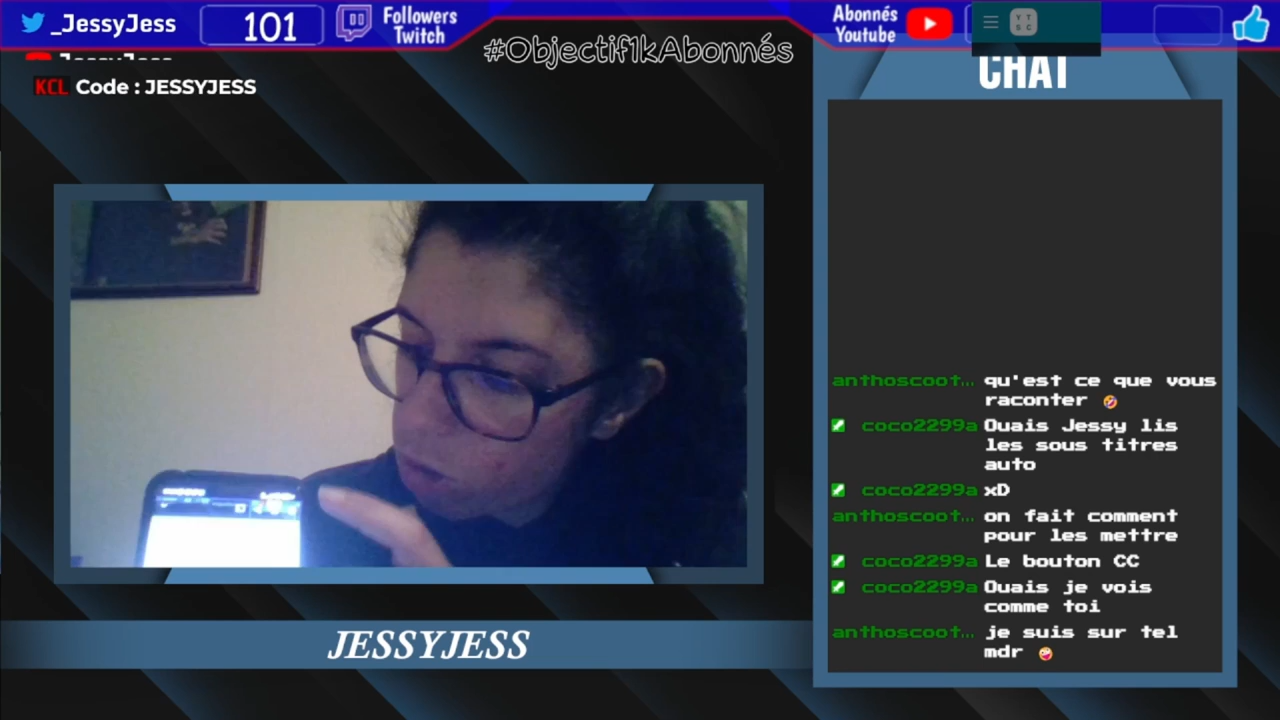 _JessyJess
101
Followers
Twitch
#Objectif1kAbonnés
Abonnés
Youtube
YT
SC
KCL Code : JESSYJESS
CHAT
anthoscoot... qu'est ce que vous
raconter
coco2299a Ouais Jessy lis
les sous titres
auto
coco2299a xD
anthoscoot... on fait comment
pour les mettre
coco2299a Le bouton CC
coco2299a Ouais je vois
comme toi
anthoscoot... je suis sur tel
mdr
JESSYJESS